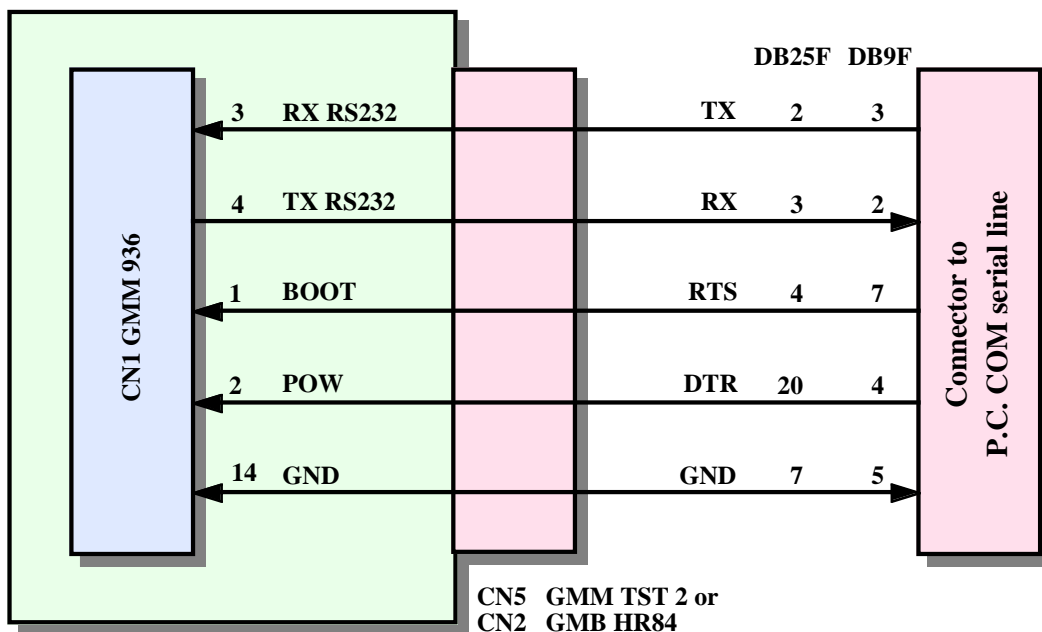 DB25F DB9F
3 RX RS232 TX 2 3
4 TX RS232 RX 3 2
1 BOOT RTS 4 7
2 POW DTR 20 4
14 GND GND 7 5
CN1 GMM 936
Connector to
P.C. COM serial line
CN5 GMM TST 2 or
CN2 GMB HR84